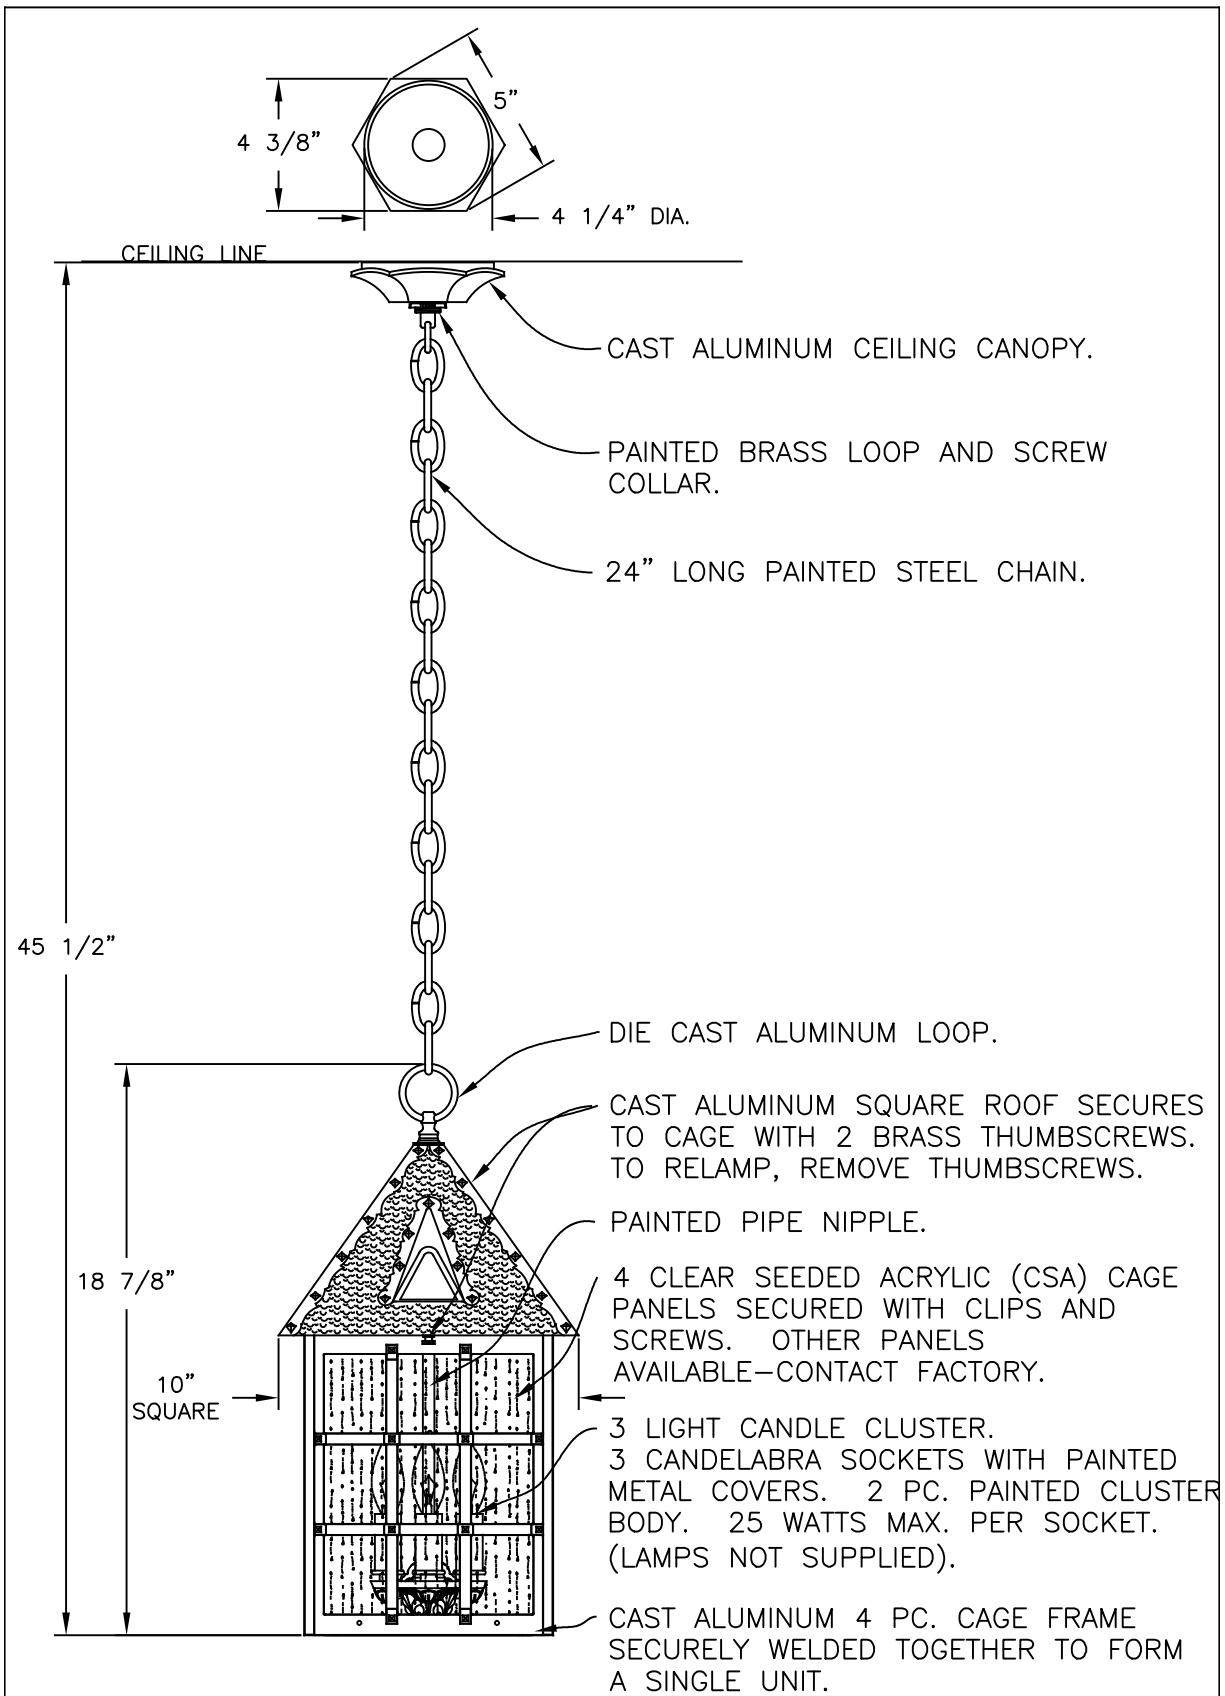 5”
4 3/8”
4 1/4” DIA.
CEILING LINE
CAST ALUMINUM CEILING CANOPY.
PAINTED BRASS LOOP AND SCREW
COLLAR.
24” LONG PAINTED STEEL CHAIN.
45 1/2”
DIE CAST ALUMINUM LOOP.
CAST ALUMINUM SQUARE ROOF SECURES
TO CAGE WITH 2 BRASS THUMBSCREWS.
TO RELAMP, REMOVE THUMBSCREWS.
PAINTED PIPE NIPPLE.
18 7/8”
4 CLEAR SEEDED ACRYLIC (CSA) CAGE
PANELS SECURED WITH CLIPS AND
SCREWS. OTHER PANELS
AVAILABLE–CONTACT FACTORY.
10”
SQUARE
3 LIGHT CANDLE CLUSTER.
3 CANDELABRA SOCKETS WITH PAINTED
METAL COVERS. 2 PC. PAINTED CLUSTER
BODY. 25 WATTS MAX. PER SOCKET.
(LAMPS NOT SUPPLIED).
CAST ALUMINUM 4 PC. CAGE FRAME
SECURELY WELDED TOGETHER TO FORM
A SINGLE UNIT.